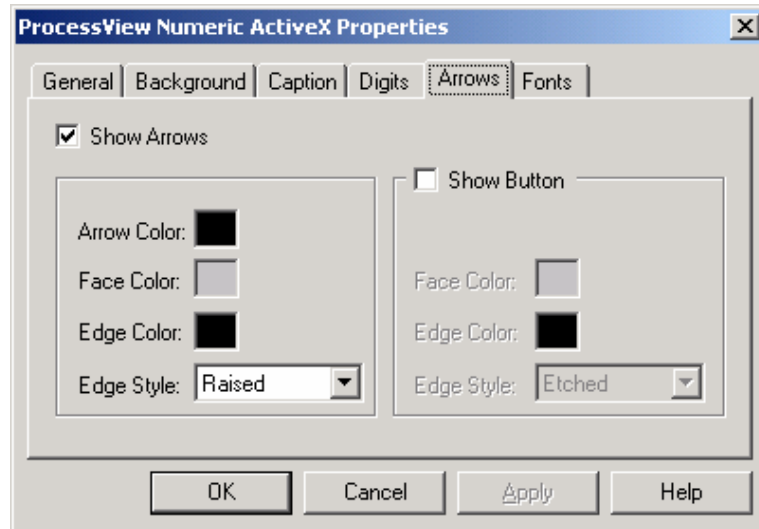 ProcessView Numeric ActiveX Properties
General Background Caption Digits Arrows Fonts
Show Arrows
Show Button
Arrow Color:
Face Color:
Edge Color:
Edge Style: Raised
Face Color:
Edge Color:
Edge Style: Etched
OK Cancel Apply Help